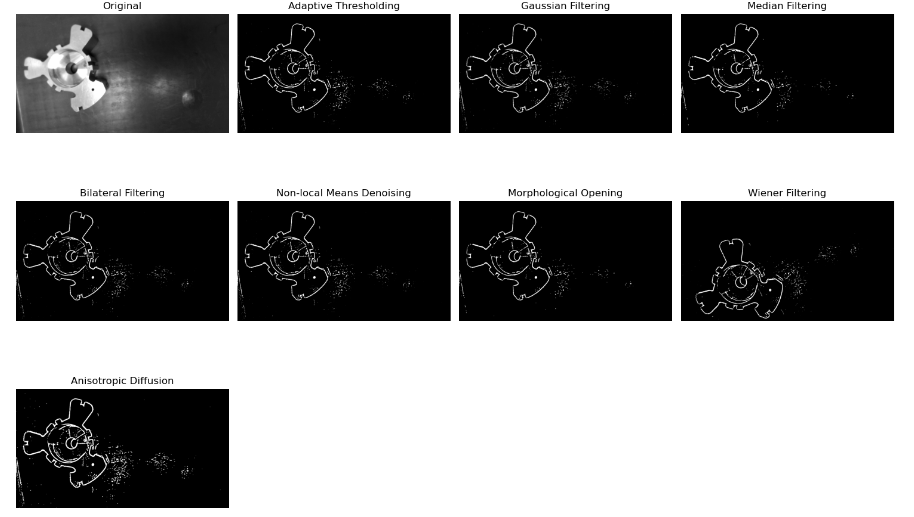 Original
Adaptive Thresholding
Gaussian Filtering
Median Filtering
Bilateral Filtering
Non-local Means Denoising
Morphological Opening
Wiener Filtering
Anisotropic Diffusion